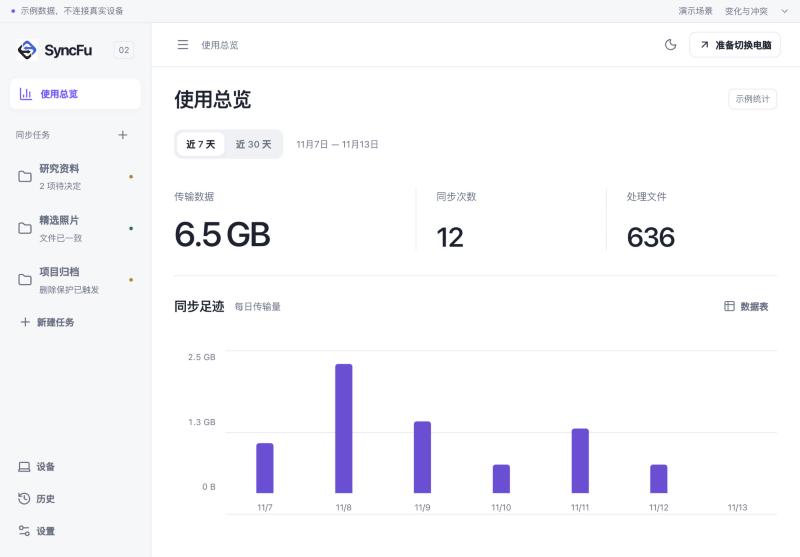 示例数据，不连接真实设备
演示场景 变化与冲突
SyncFu 02
使用总览
准备切换电脑
使用总览
同步任务
研究资料
2 项待决定
精选照片
文件已一致
项目归档
删除保护已触发
新建任务
设备
历史
设置
使用总览
示例统计
近 7 天 近 30 天 11月7日 — 11月13日
传输数据 同步次数 处理文件
6.5 GB 12 636
同步足迹 每日传输量 数据表
2.5 GB
1.3 GB
0 B
11/7 11/8 11/9 11/10 11/11 11/12 11/13